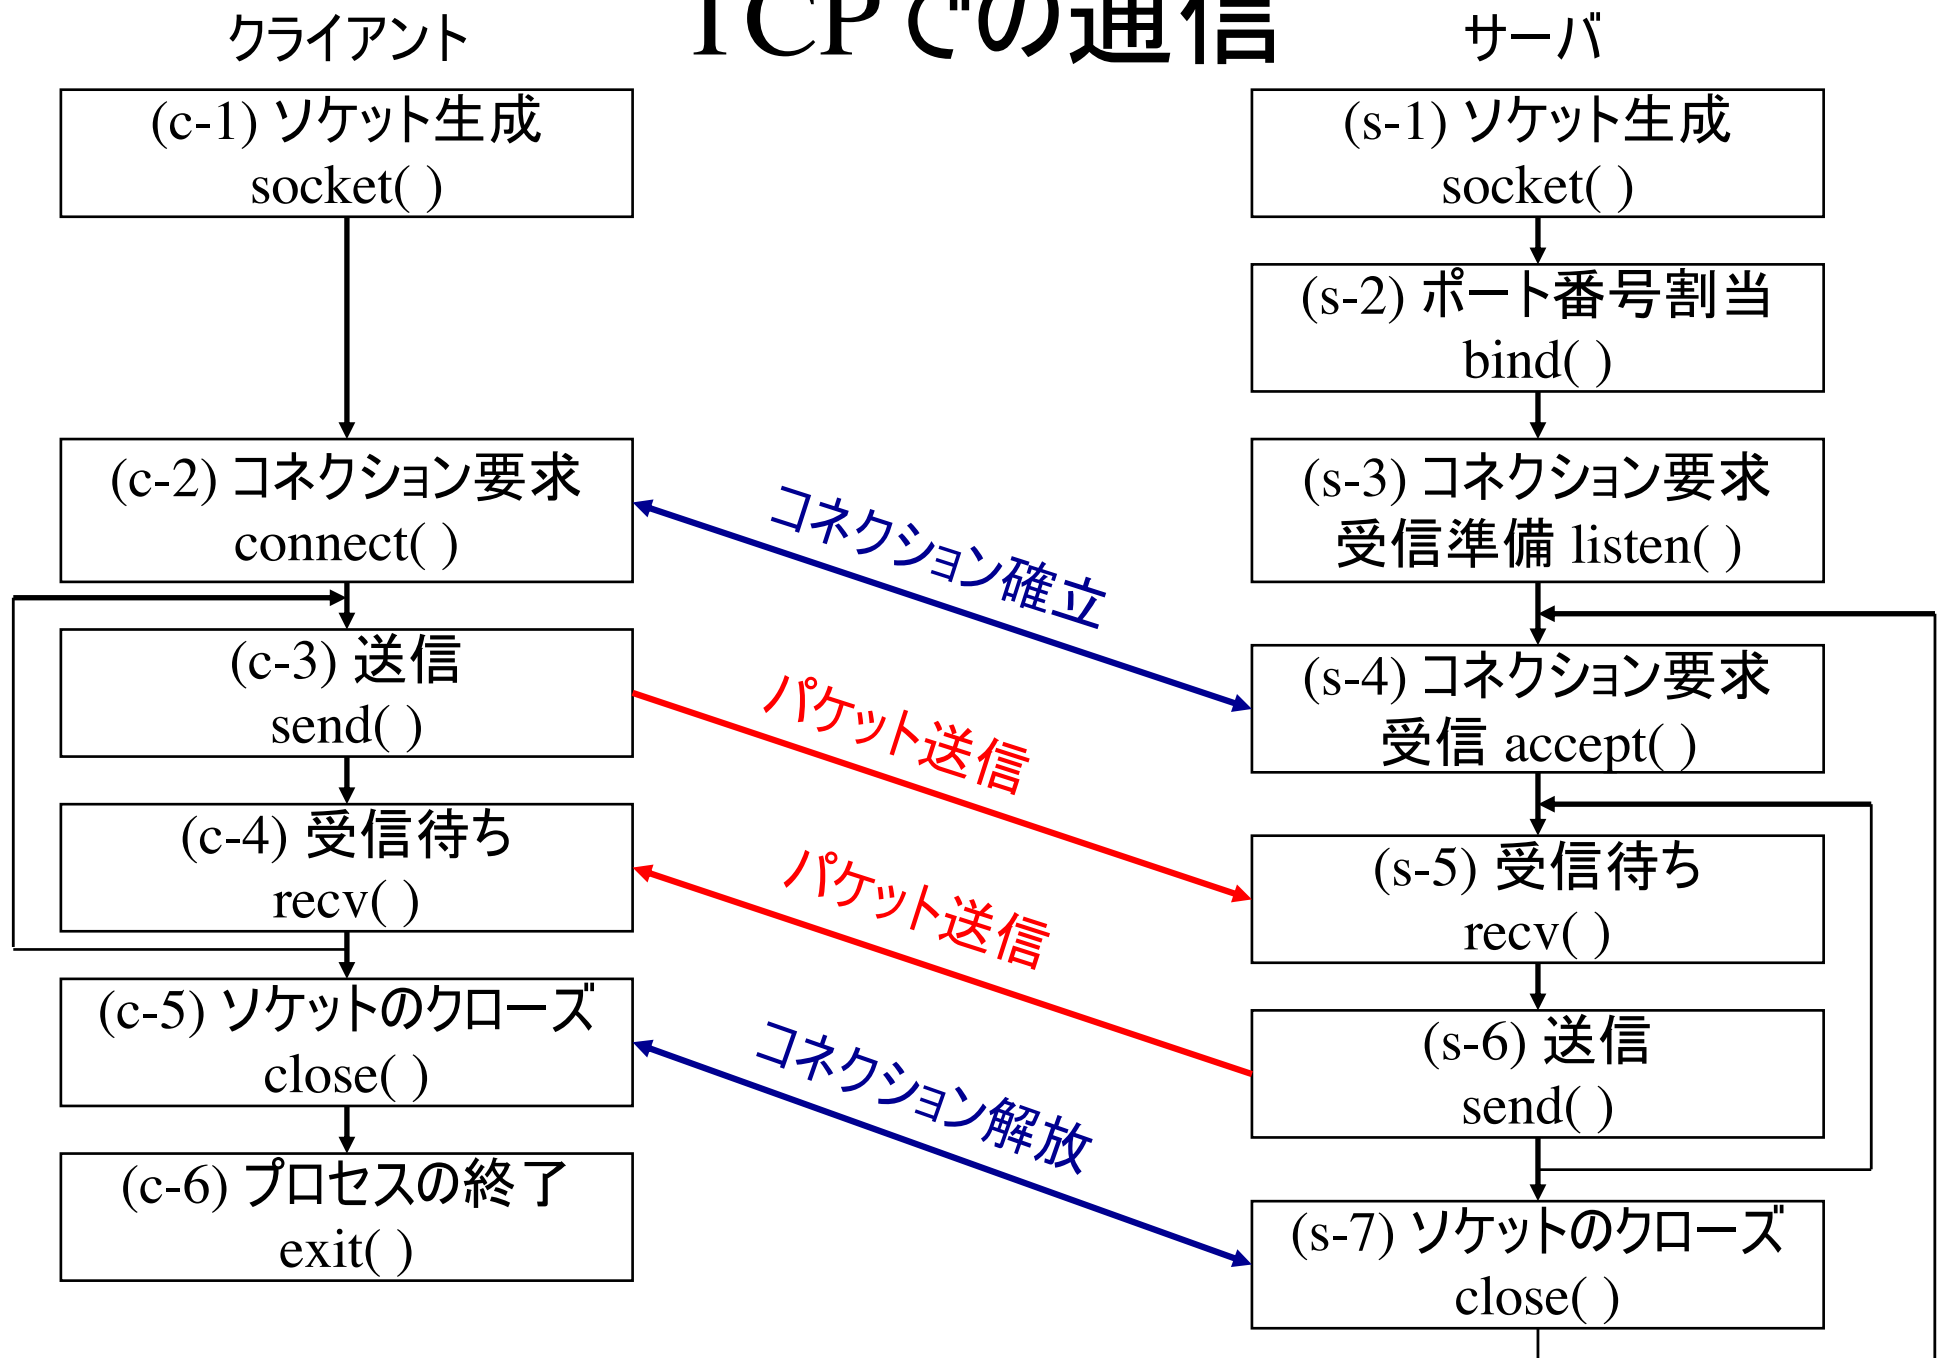 TCPでの通信
クライアント
サーバ
(c-1) ソケット生成
socket( )
(c-2) コネクション要求
connect( )
(c-3) 送信
send( )
(c-4) 受信待ち
recv( )
(c-5) ソケットのクローズ
close( )
(c-6) プロセスの終了
exit( )
コネクション確立
パケット送信
パケット送信
コネクション解放
(s-1) ソケット生成
socket( )
(s-2) ポート番号割当
bind( )
(s-3) コネクション要求
受信準備 listen( )
(s-4) コネクション要求
受信 accept( )
(s-5) 受信待ち
recv( )
(s-6) 送信
send( )
(s-7) ソケットのクローズ
close( )